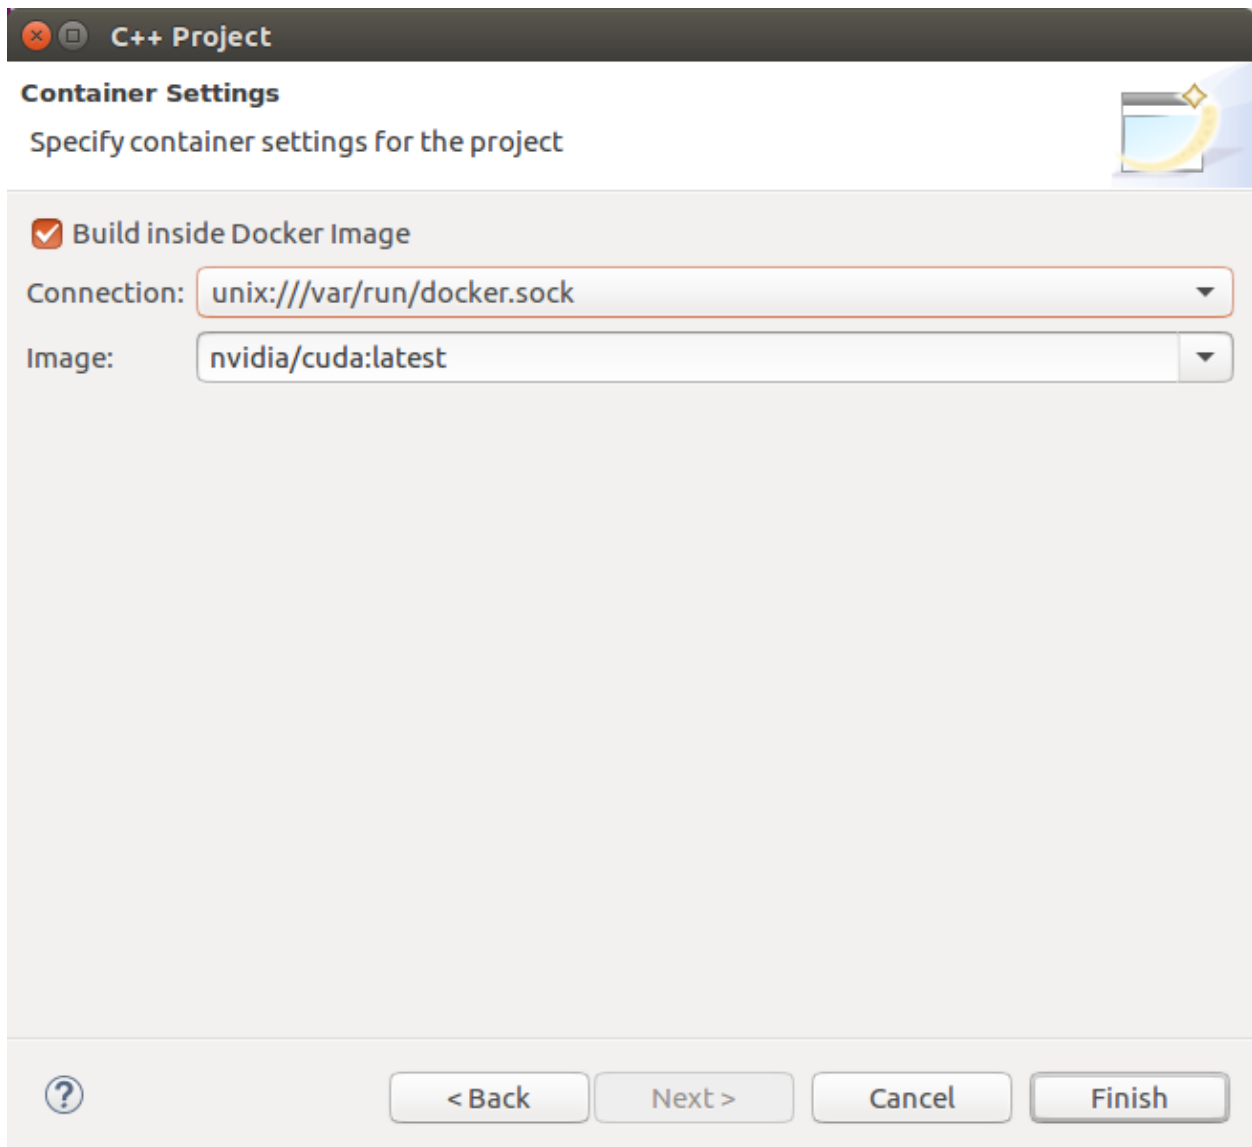 C++ Project
Container Settings
Specify container settings for the project
Build inside Docker Image
Connection: unix:///var/run/docker.sock
Image: nvidia/cuda:latest
? < Back Next > Cancel Finish